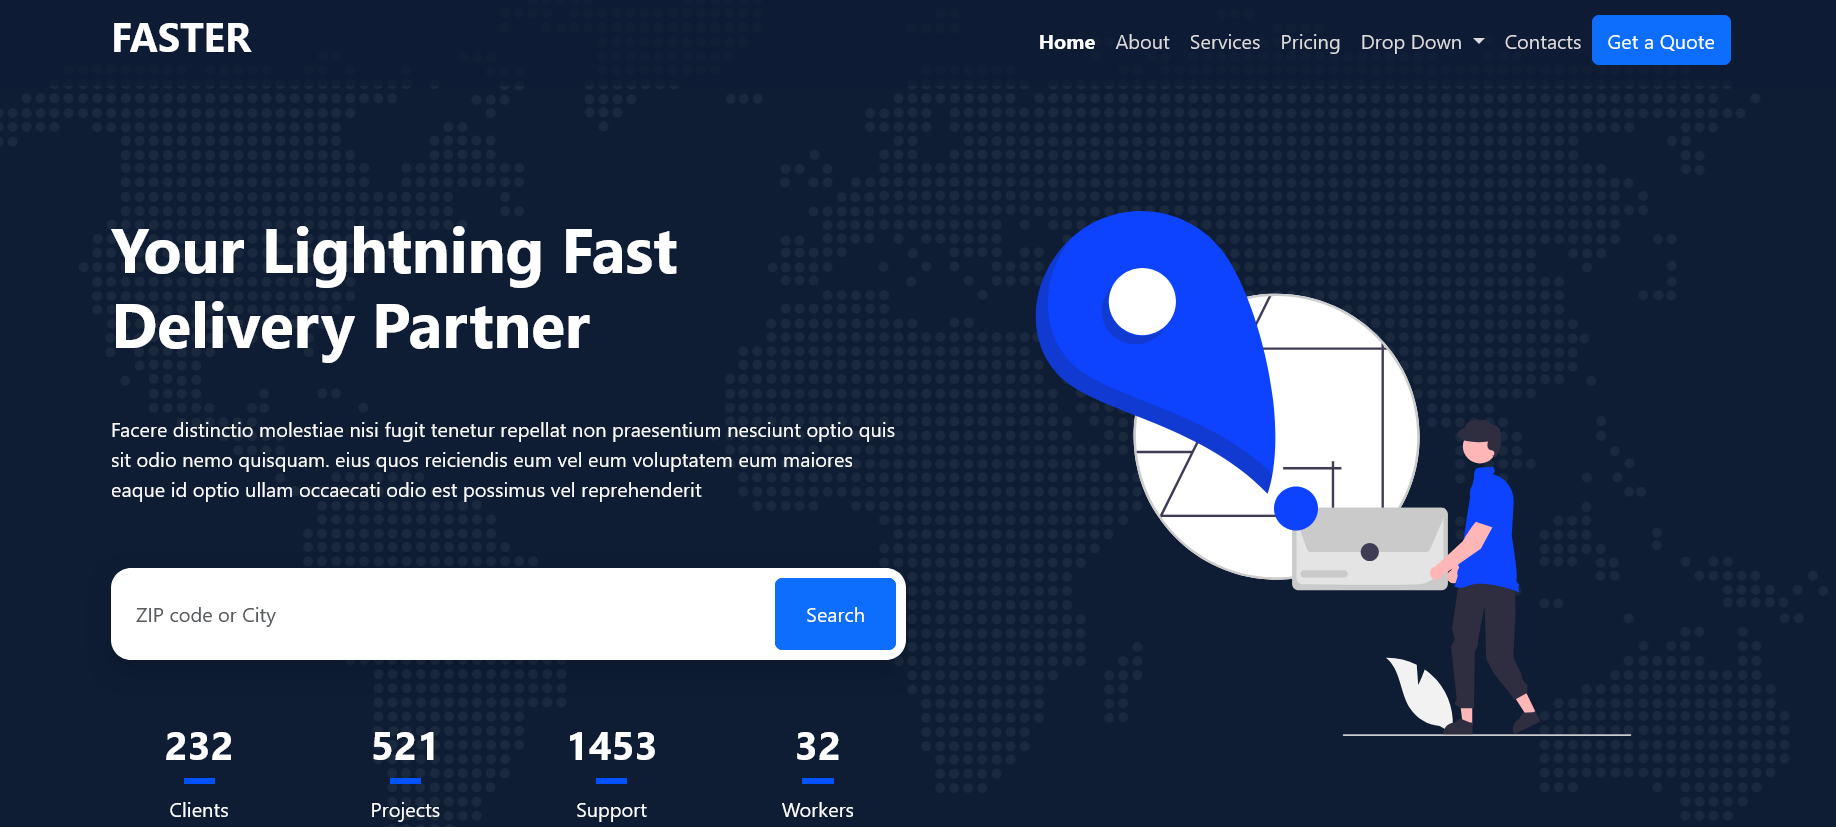 FASTER
Home About Services Pricing Drop Down Contacts Get a Quote
Your Lightning Fast
Delivery Partner
Facere distinctio molestiae nisi fugit tenetur repellat non praesentium nesciunt optio quis
sit odio nemo quisquam. eius quos reiciendis eum vel eum voluptatem eum maiores
eaque id optio ullam occaecati odio est possimus vel reprehenderit
ZIP code or City Search
232 521 1453 32
Clients Projects Support Workers